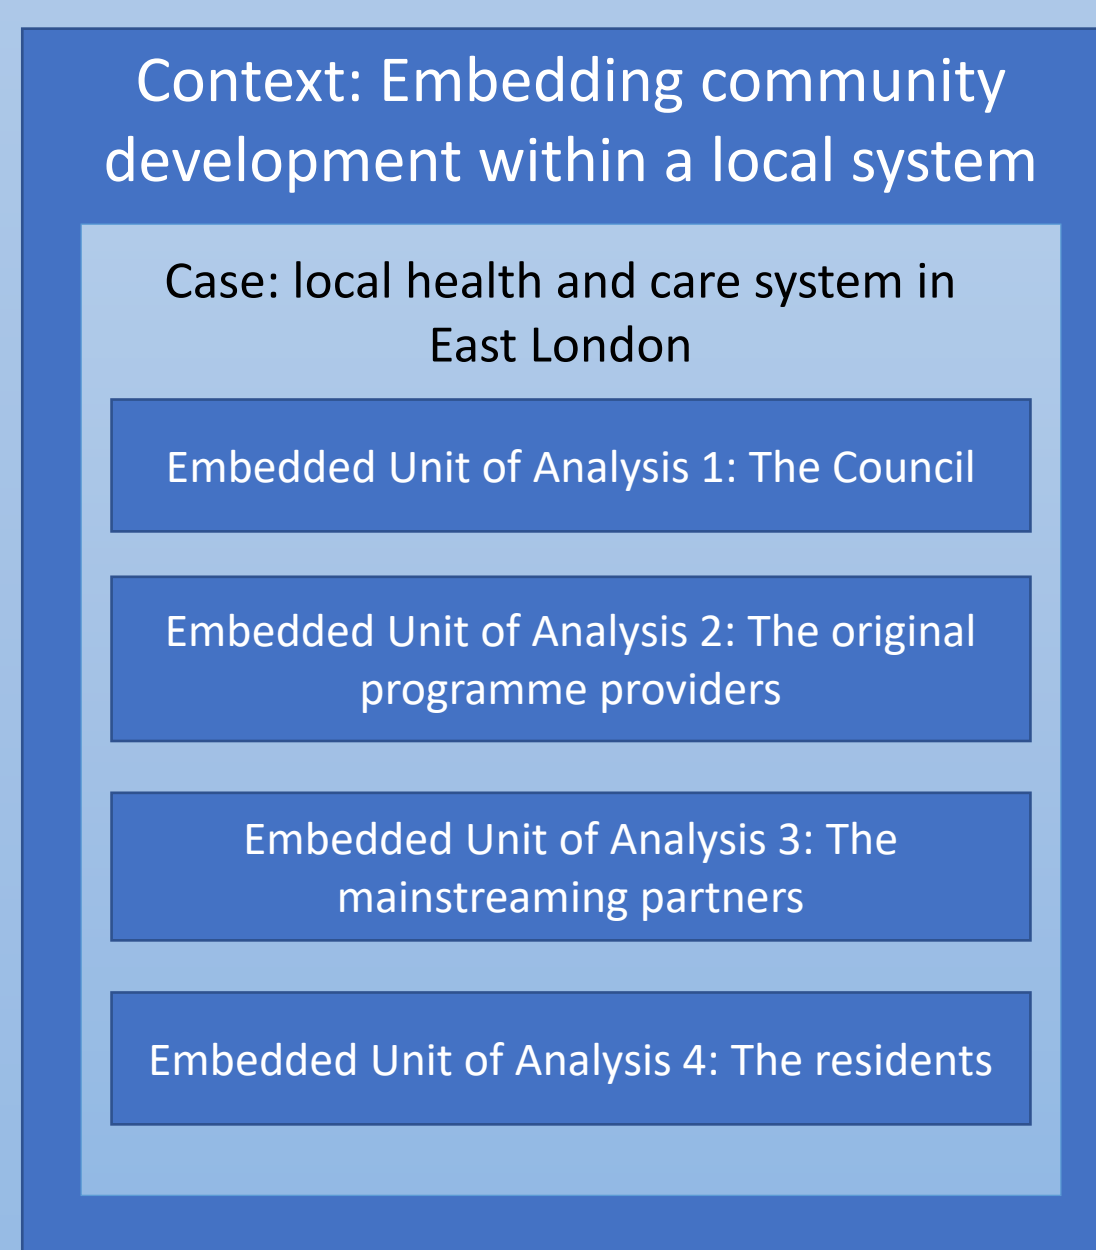 Context: Embedding community
development within a local system
Case: local health and care system in
East London
Embedded Unit of Analysis 1: The Council
Embedded Unit of Analysis 2: The original
programme providers
Embedded Unit of Analysis 3: The
mainstreaming partners
Embedded Unit of Analysis 4: The residents